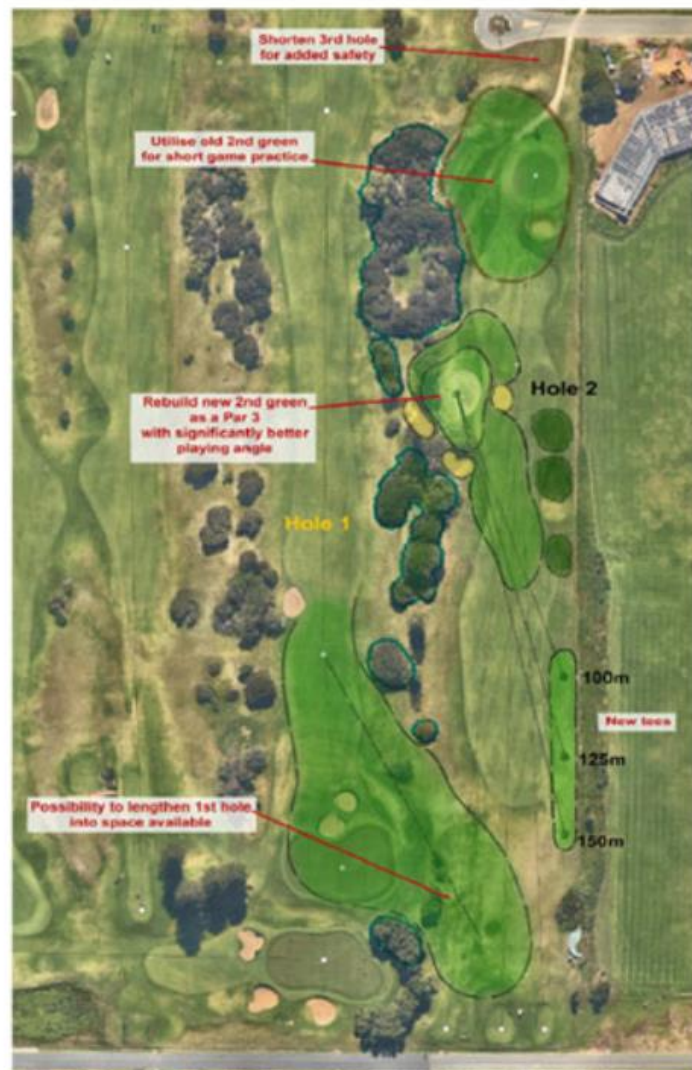 Shorten 3rd hole
for added safety
Utilise old 2nd green
for short game practice
Rebuild new 2nd green
as a Par 3
with significantly better
playing angle
Hole 2
Hole 1
100m
New tees
125m
Possibility to lengthen 1st hole
into space available
150m